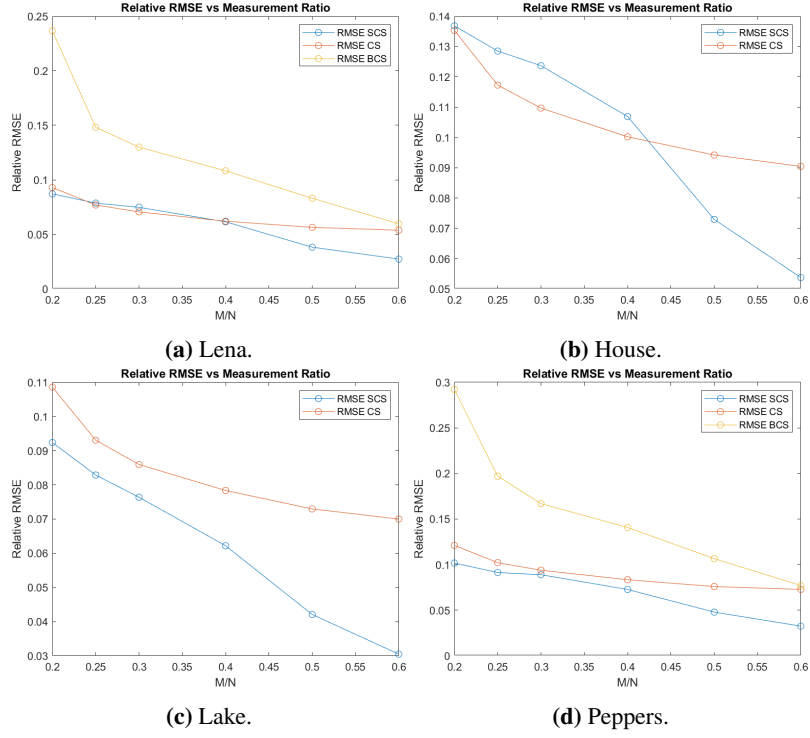 Relative RMSE vs Measurement Ratio
RMSE SCS
RMSE CS
RMSE BCS
0.25
0.2
0.15
0.1
0.05
0
Relative RMSE
0.2 0.25 0.3 0.35 0.4 0.45 0.5 0.55 0.6
M/N
(a) Lena.
Relative RMSE vs Measurement Ratio
RMSE SCS
RMSE CS
0.14
0.13
0.12
0.11
0.1
0.09
0.08
0.07
0.06
0.05
Relative RMSE
0.2 0.25 0.3 0.35 0.4 0.45 0.5 0.55 0.6
M/N
(b) House.
Relative RMSE vs Measurement Ratio
RMSE SCS
RMSE CS
0.11
0.1
0.09
0.08
0.07
0.06
0.05
0.04
0.03
Relative RMSE
0.2 0.25 0.3 0.35 0.4 0.45 0.5 0.55 0.6
M/N
(c) Lake.
Relative RMSE vs Measurement Ratio
RMSE SCS
RMSE CS
RMSE BCS
0.3
0.25
0.2
0.15
0.1
0.05
0
Relative RMSE
0.2 0.25 0.3 0.35 0.4 0.45 0.5 0.55 0.6
M/N
(d) Peppers.